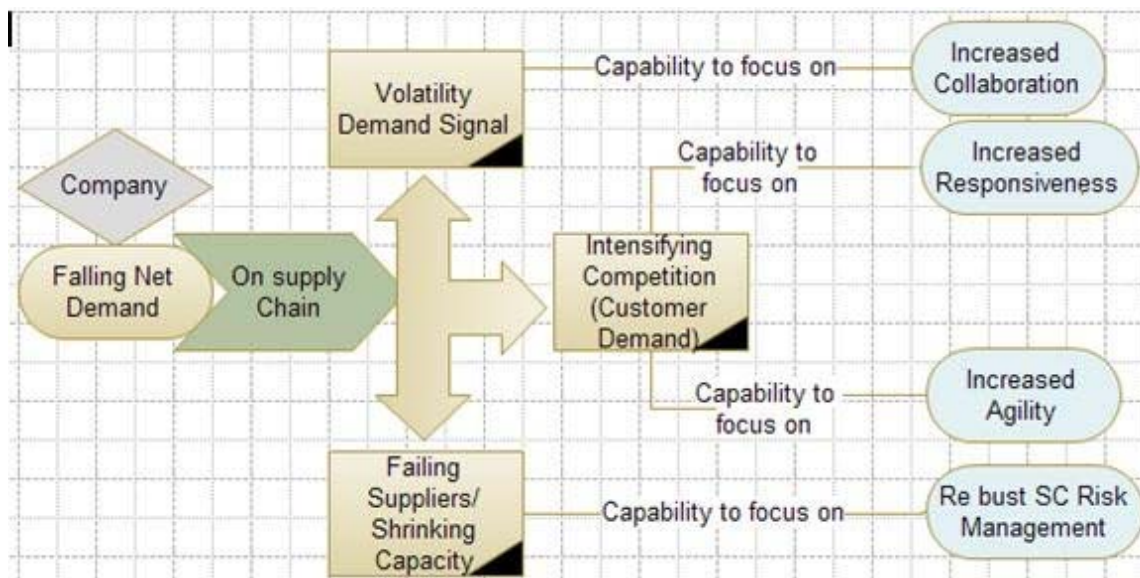 Company
Falling Net
Demand
On supply
Chain
Volatility
Demand Signal
Capability to focus on
Increased
Collaboration
Capability to
focus on
Increased
Responsiveness
Intensifying
Competition
(Customer
Demand)
Capability to
focus on
Increased
Agility
Failing
Suppliers/
Shrinking
Capacity
Capability to focus on
Re bust SC Risk
Management